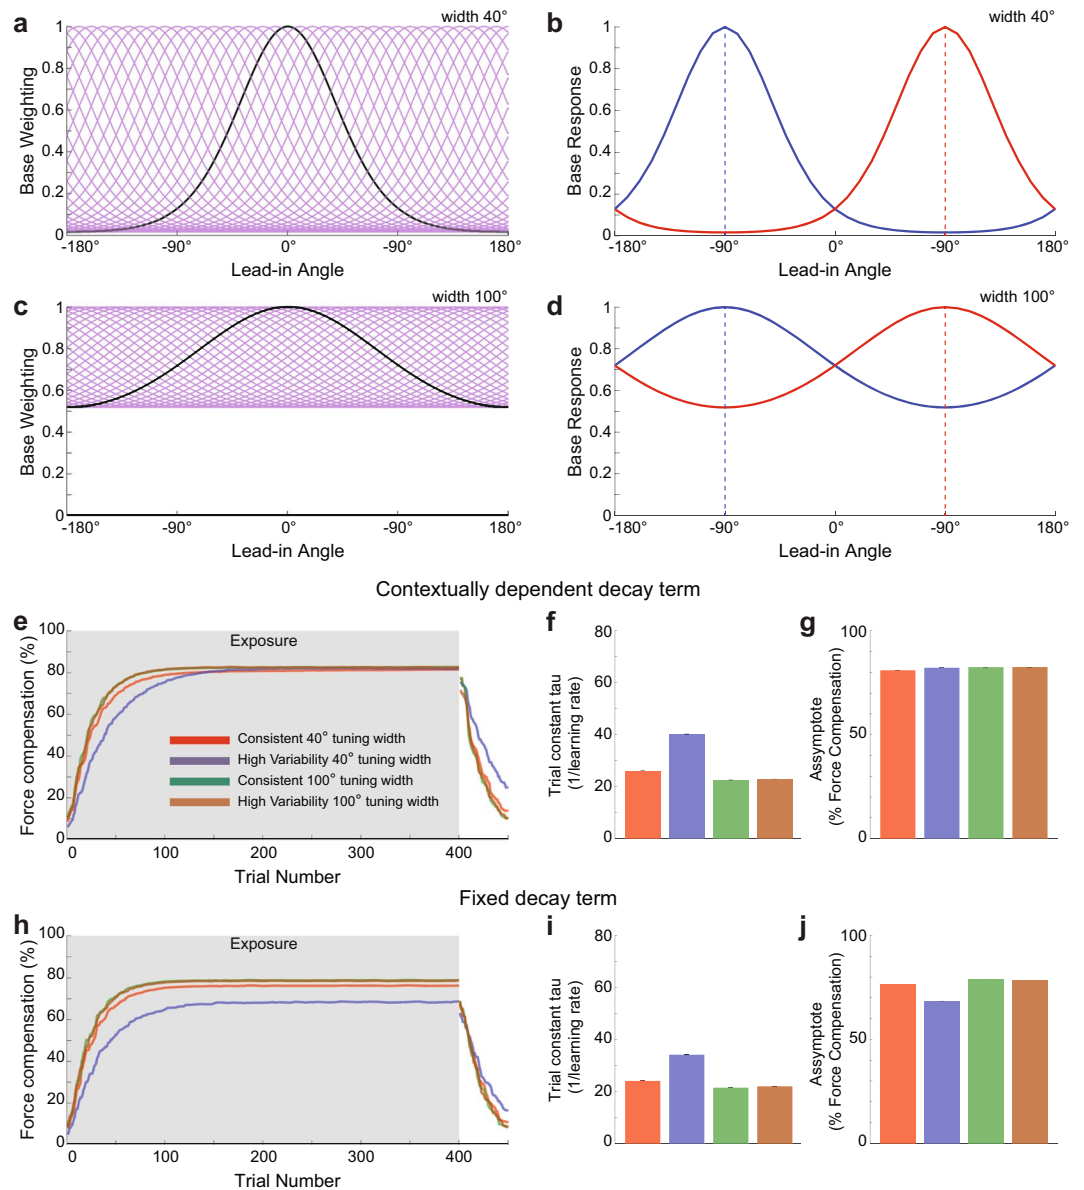 a
width 40°
Base Weighting
1
0.8
0.6
0.4
0.2
0
-180°
-90°
0°
-90°
180°
Lead-in Angle
b
width 40°
Base Response
1
0.8
0.6
0.4
0.2
0
-180°
-90°
0°
-90°
180°
Lead-in Angle
c
width 100°
Base Weighting
1
0.8
0.6
0.4
0.2
0
-180°
-90°
0°
-90°
180°
Lead-in Angle
d
width 100°
Base Response
1
0.8
0.6
0.4
0.2
0
-180°
-90°
0°
-90°
180°
Lead-in Angle
Contextually dependent decay term
e
Force compensation (%)
100
80
60
40
20
0
Exposure
Consistent 40° tuning width
High Variability 40° tuning width
Consistent 100° tuning width
High Variability 100° tuning width
0
100
200
300
400
Trial Number
f
Trial constant tau
(1/learning rate)
80
60
40
20
0
g
Assymptote
(% Force Compensation)
100
50
0
Fixed decay term
h
Force compensation (%)
100
80
60
40
20
0
Exposure
0
100
200
300
400
Trial Number
i
Trial constant tau
(1/learning rate)
80
60
40
20
0
j
Assymptote
(% Force Compensation)
100
50
0